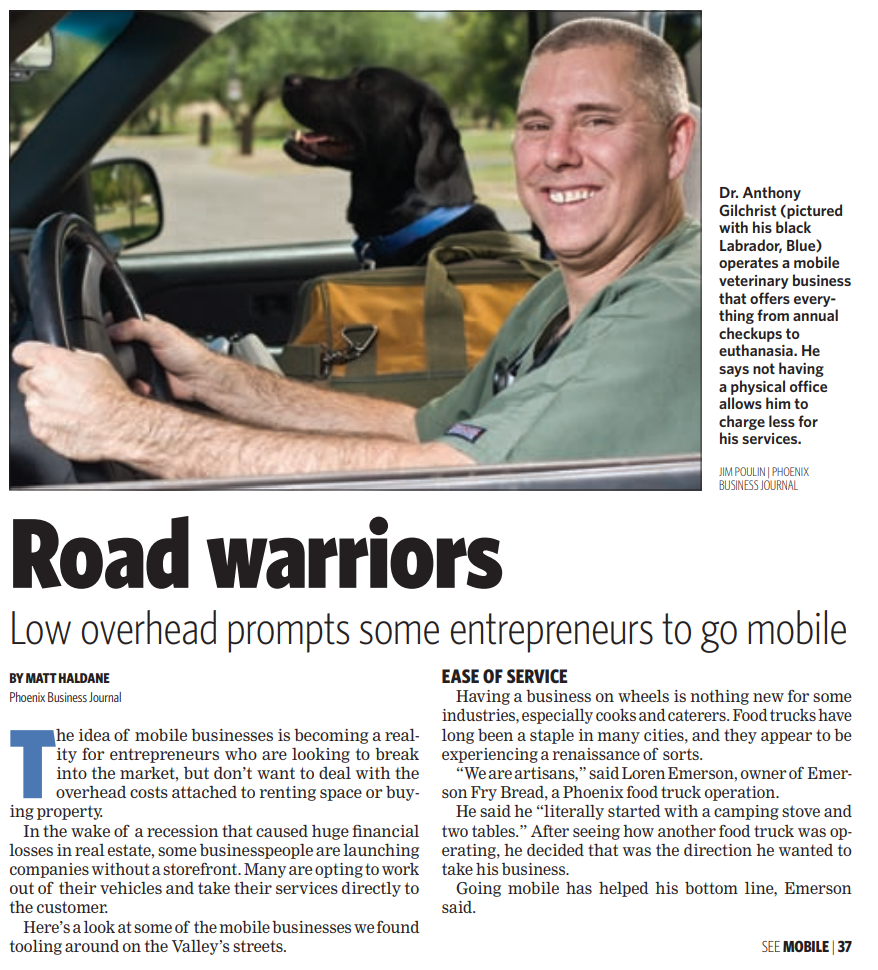 Dr. Anthony
Gilchrist (pictured
with his black
Labrador, Blue)
operates a mobile
veterinary business
that offers every-
thing from annual
checkups to
euthanasia. He
says not having
a physical office
allows him to
charge less for
his services.
JIM POULIN | PHOENIX
BUSINESS JOURNAL
Road warriors
Low overhead prompts some entrepreneurs to go mobile
BY MATT HALDANE
Phoenix Business Journal
The idea of mobile businesses is becoming a real-
ity for entrepreneurs who are looking to break
into the market, but don’t want to deal with the
overhead costs attached to renting space or buy-
ing property.
In the wake of a recession that caused huge financial
losses in real estate, some businesspeople are launching
companies without a storefront. Many are opting to work
out of their vehicles and take their services directly to
the customer.
Here’s a look at some of the mobile businesses we found
tooling around on the Valley’s streets.
EASE OF SERVICE
Having a business on wheels is nothing new for some
industries, especially cooks and caterers. Food trucks have
long been a staple in many cities, and they appear to be
experiencing a renaissance of sorts.
“We are artisans,” said Loren Emerson, owner of Emer-
son Fry Bread, a Phoenix food truck operation.
He said he “literally started with a camping stove and
two tables.” After seeing how another food truck was op-
erating, he decided that was the direction he wanted to
take his business.
Going mobile has helped his bottom line, Emerson
said.
SEE MOBILE | 37